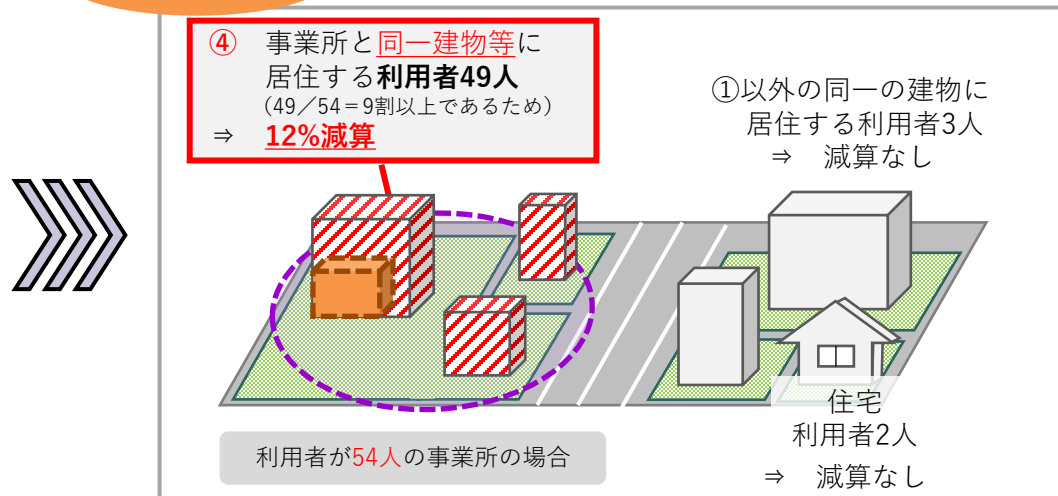 ④ 事業所と同一建物等に
居住する利用者49人
（49／54＝9割以上であるため）
⇒ 12%減算
①以外の同一の建物に
居住する利用者3人
⇒ 減算なし
住宅
利用者2人
⇒ 減算なし
利用者が54人の事業所の場合